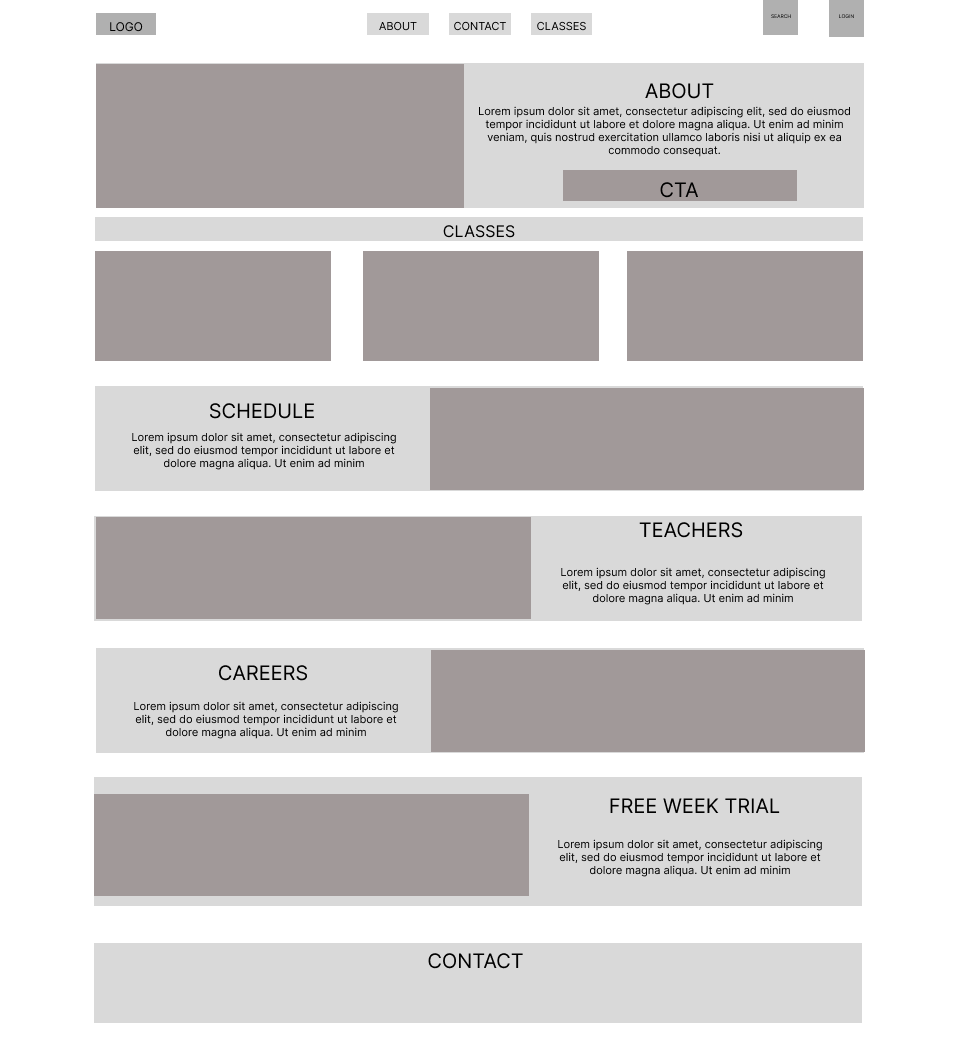 LOGO
ABOUT
CONTACT
CLASSES
SEARCH
LOGIN
ABOUT
Lorem ipsum dolor sit amet, consectetur adipiscing elit, sed do eiusmod
tempor incididunt ut labore et dolore magna aliqua. Ut enim ad minim
veniam, quis nostrud exercitation ullamco laboris nisi ut aliquip ex ea
commodo consequat.
CTA
CLASSES
SCHEDULE
Lorem ipsum dolor sit amet, consectetur adipiscing
elit, sed do eiusmod tempor incididunt ut labore et
dolore magna aliqua. Ut enim ad minim
TEACHERS
Lorem ipsum dolor sit amet, consectetur adipiscing
elit, sed do eiusmod tempor incididunt ut labore et
dolore magna aliqua. Ut enim ad minim
CAREERS
Lorem ipsum dolor sit amet, consectetur adipiscing
elit, sed do eiusmod tempor incididunt ut labore et
dolore magna aliqua. Ut enim ad minim
FREE WEEK TRIAL
Lorem ipsum dolor sit amet, consectetur adipiscing
elit, sed do eiusmod tempor incididunt ut labore et
dolore magna aliqua. Ut enim ad minim
CONTACT